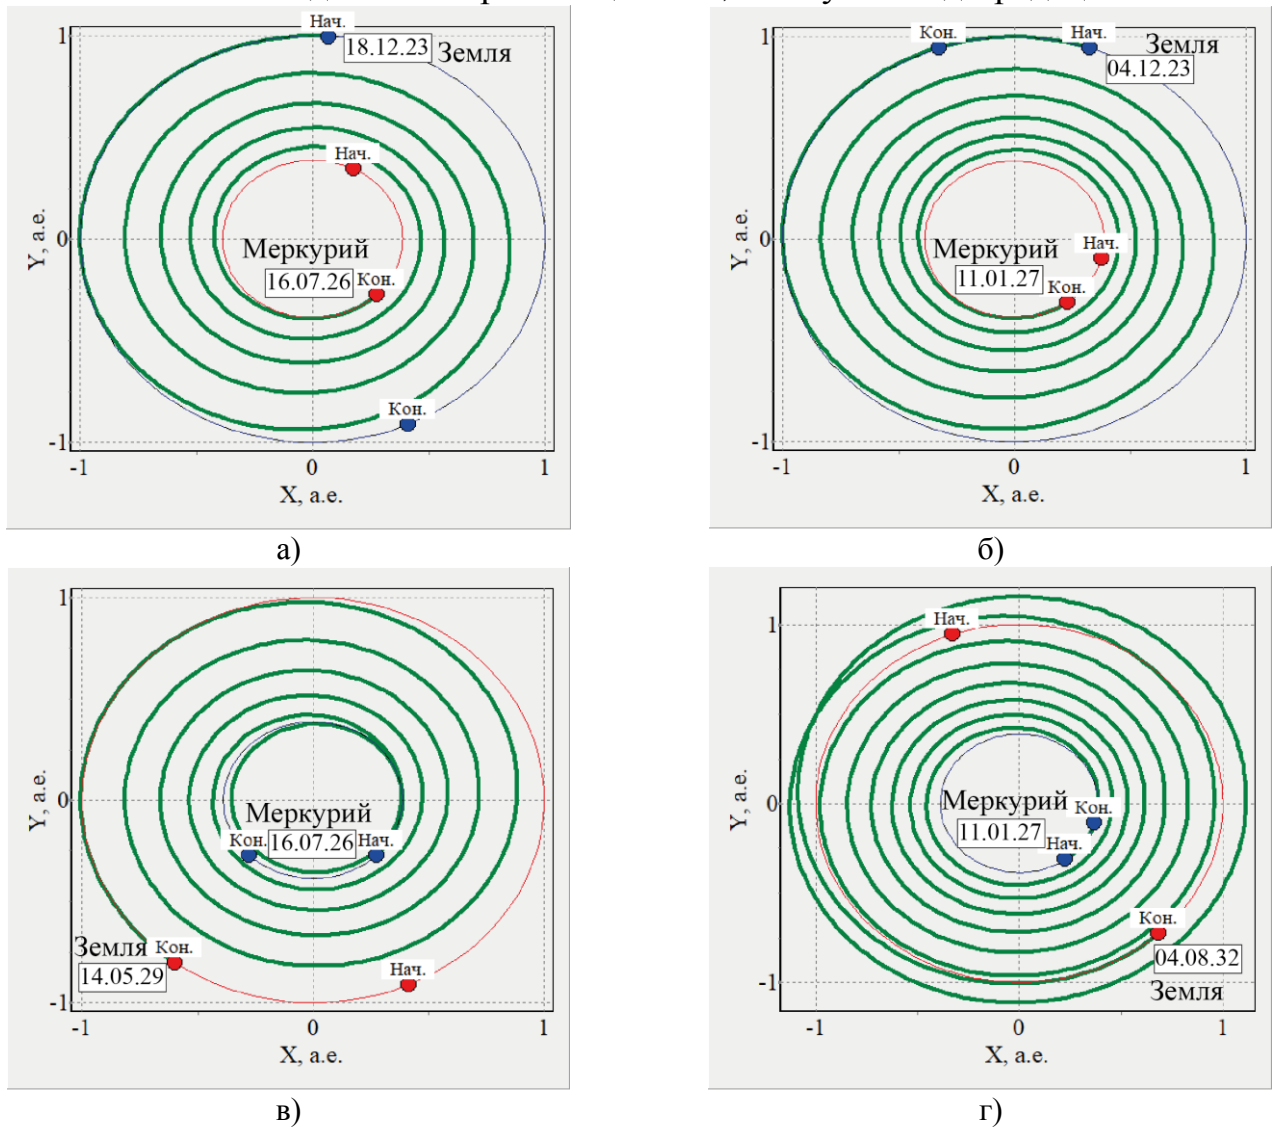 Нач.
18.12.23
Земля
1
Нач.
Y, а.е.
0
Меркурий
16.07.26
Кон.
Кон.
-1
-1
0
1
X, а.е.
а)
Кон.
Нач.
Земля
04.12.23
1
Y, а.е.
0
Меркурий
Нач.
11.01.27
Кон.
-1
-1
0
1
X, а.е.
б)
1
Y, а.е.
0
Меркурий
Кон.
16.07.26
Нач.
Земля
Кон.
14.05.29
Нач.
-1
-1
0
1
X, а.е.
в)
Нач.
1
Y, а.е.
0
Меркурий
Кон.
11.01.27
Нач.
Кон.
04.08.32
Земля
-1
-1
0
1
X, а.е.
г)